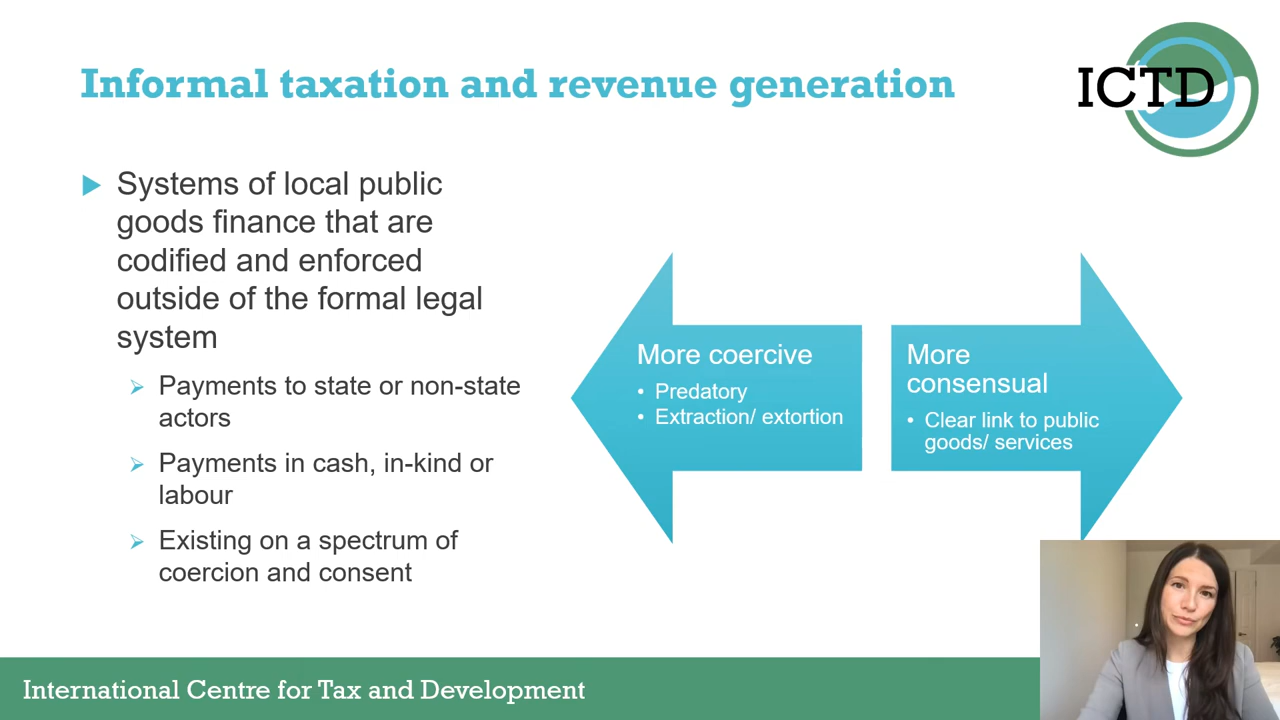 Informal taxation and revenue generation
ICTD
Systems of local public
goods finance that are
codified and enforced
outside of the formal legal
system
Payments to state or non-state
actors
Payments in cash, in-kind or
labour
Existing on a spectrum of
coercion and consent
More coercive
• Predatory
• Extraction/ extortion
More
consensual
• Clear link to public
goods/ services
International Centre for Tax and Development